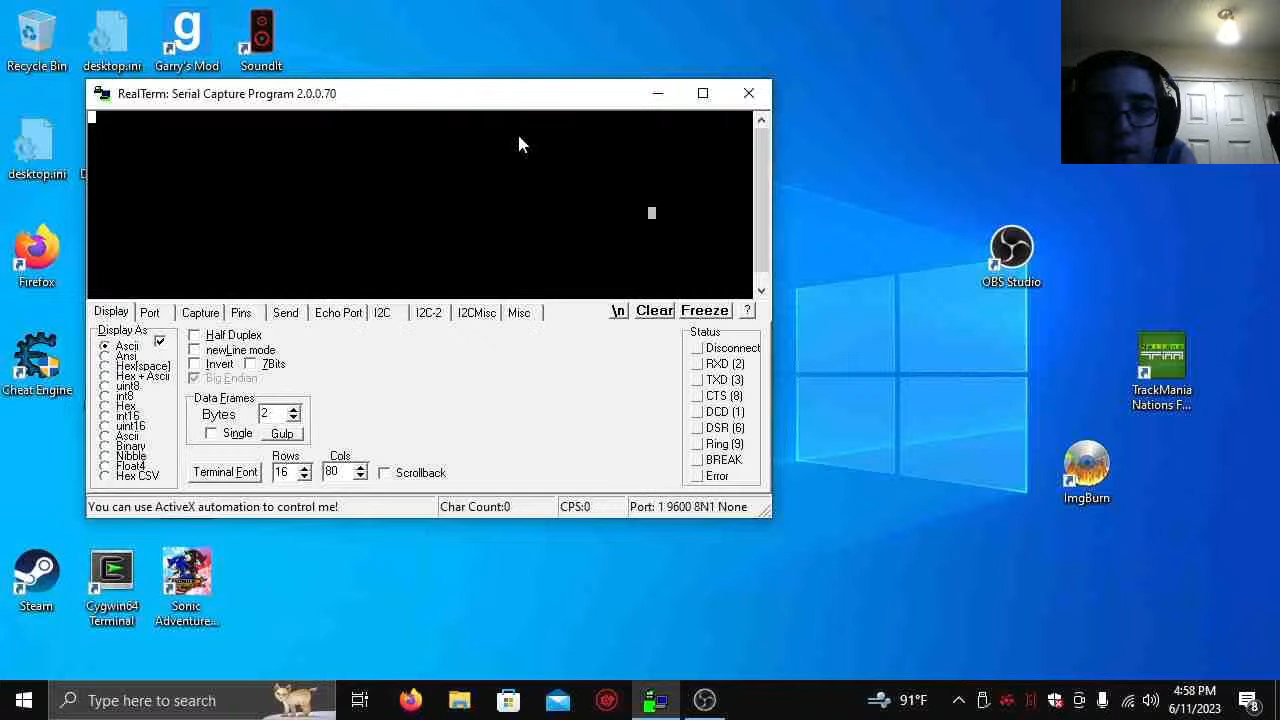 Recycle Bin
desktop.ini
Garry's Mod
SoundIt
desktop.ini
Firefox
Cheat Engine
Steam
Cygwin64
Terminal
Sonic
Adventure...
OBS Studio
TrackMania
Nations F...
ImgBurn
RealTerm: Serial Capture Program 2.0.0.70
Display Port Capture Pins Send Echo Port I2C I2C-2 I2CMisc Misc \n Clear Freeze ?
Display As
Ascii
Ansi
Hex[space]
Hex + Ascii
uint8
int8
Hex
int16
uint16
Ascii
Binary
Nibble
Float4
Hex CSV
Half Duplex
newLine mode
Invert 7Bits
Big Endian
Data Frames
Bytes 2
Single Gulp
Rows Cols
Terminal Font 16 80 Scrollback
Status
Disconnect
RXD (2)
TXD (3)
CTS (8)
DCD (1)
DSR (6)
Ring (9)
BREAK
Error
You can use ActiveX automation to control me! Char Count:0 CPS:0 Port: 1 9600 8N1 None
Type here to search
91°F
4:58 PM
6/11/2023
8